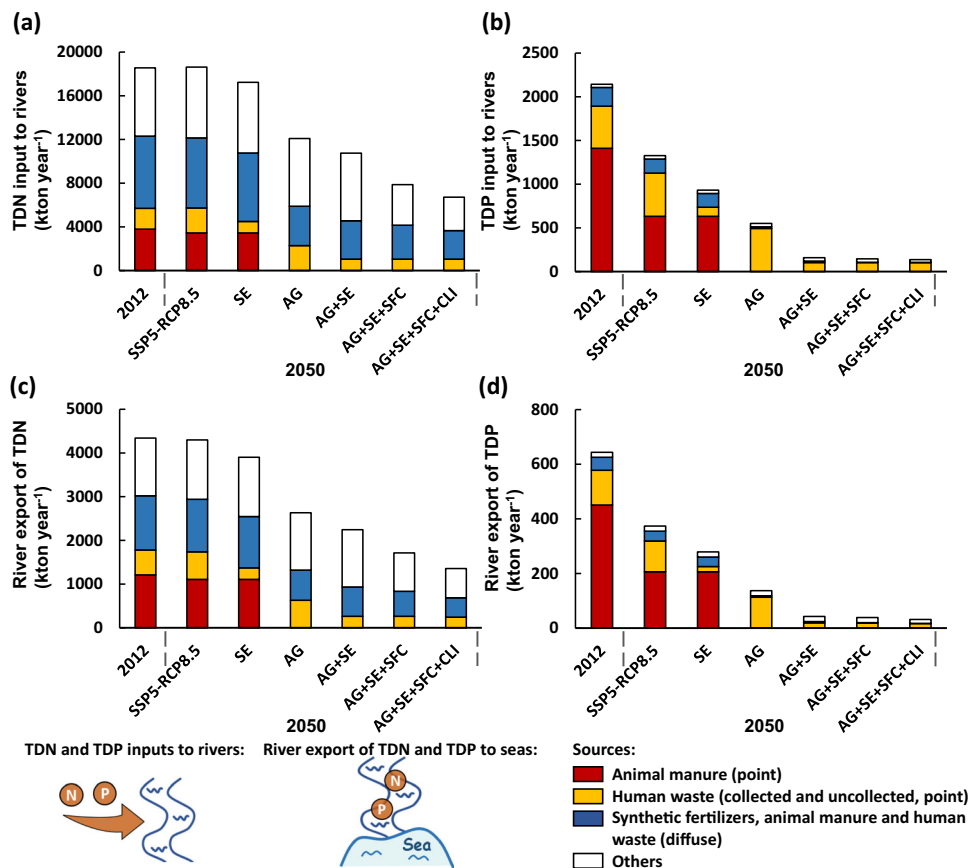 (a)
TDN input to rivers
(kton year-1)
20000
16000
12000
8000
4000
0
2012
SSP5-RCP8.5
SE
AG
AG+SE
AG+SE+SFC
AG+SE+SFC+CLI
2050
(b)
TDP input to rivers
(kton year-1)
2500
2000
1500
1000
500
0
2012
SSP5-RCP8.5
SE
AG
AG+SE
AG+SE+SFC
AG+SE+SFC+CLI
2050
(c)
River export of TDN
(kton year-1)
5000
4000
3000
2000
1000
0
2012
SSP5-RCP8.5
SE
AG
AG+SE
AG+SE+SFC
AG+SE+SFC+CLI
2050
(d)
River export of TDP
(kton year-1)
800
600
400
200
0
2012
SSP5-RCP8.5
SE
AG
AG+SE
AG+SE+SFC
AG+SE+SFC+CLI
2050
TDN and TDP inputs to rivers:
N P
River export of TDN and TDP to seas:
N
P
Sea
Sources:
Animal manure (point)
Human waste (collected and uncollected, point)
Synthetic fertilizers, animal manure and human
waste (diffuse)
Others